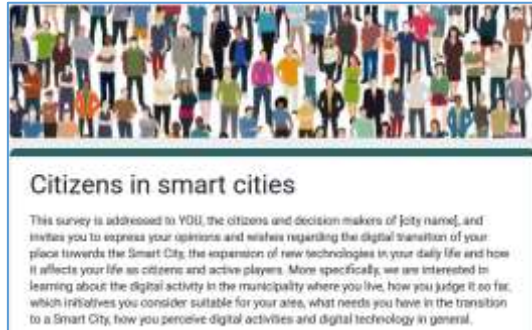 Citizens in smart cities
This survey is addressed to YOU, the citizens and decision makers of [city name], and
invites you to express your opinions and wishes regarding the digital transition of your
place towards the Smart City, the expansion of new technologies in your daily life and how
it affects your life as citizens and active players. More specifically, we are interested in
learning about the digital activity in the municipality where you live, how you judge it so far,
which initiatives you consider suitable for your area, what needs you have in the transition
to a Smart City, how you perceive digital activities and digital technology in general.